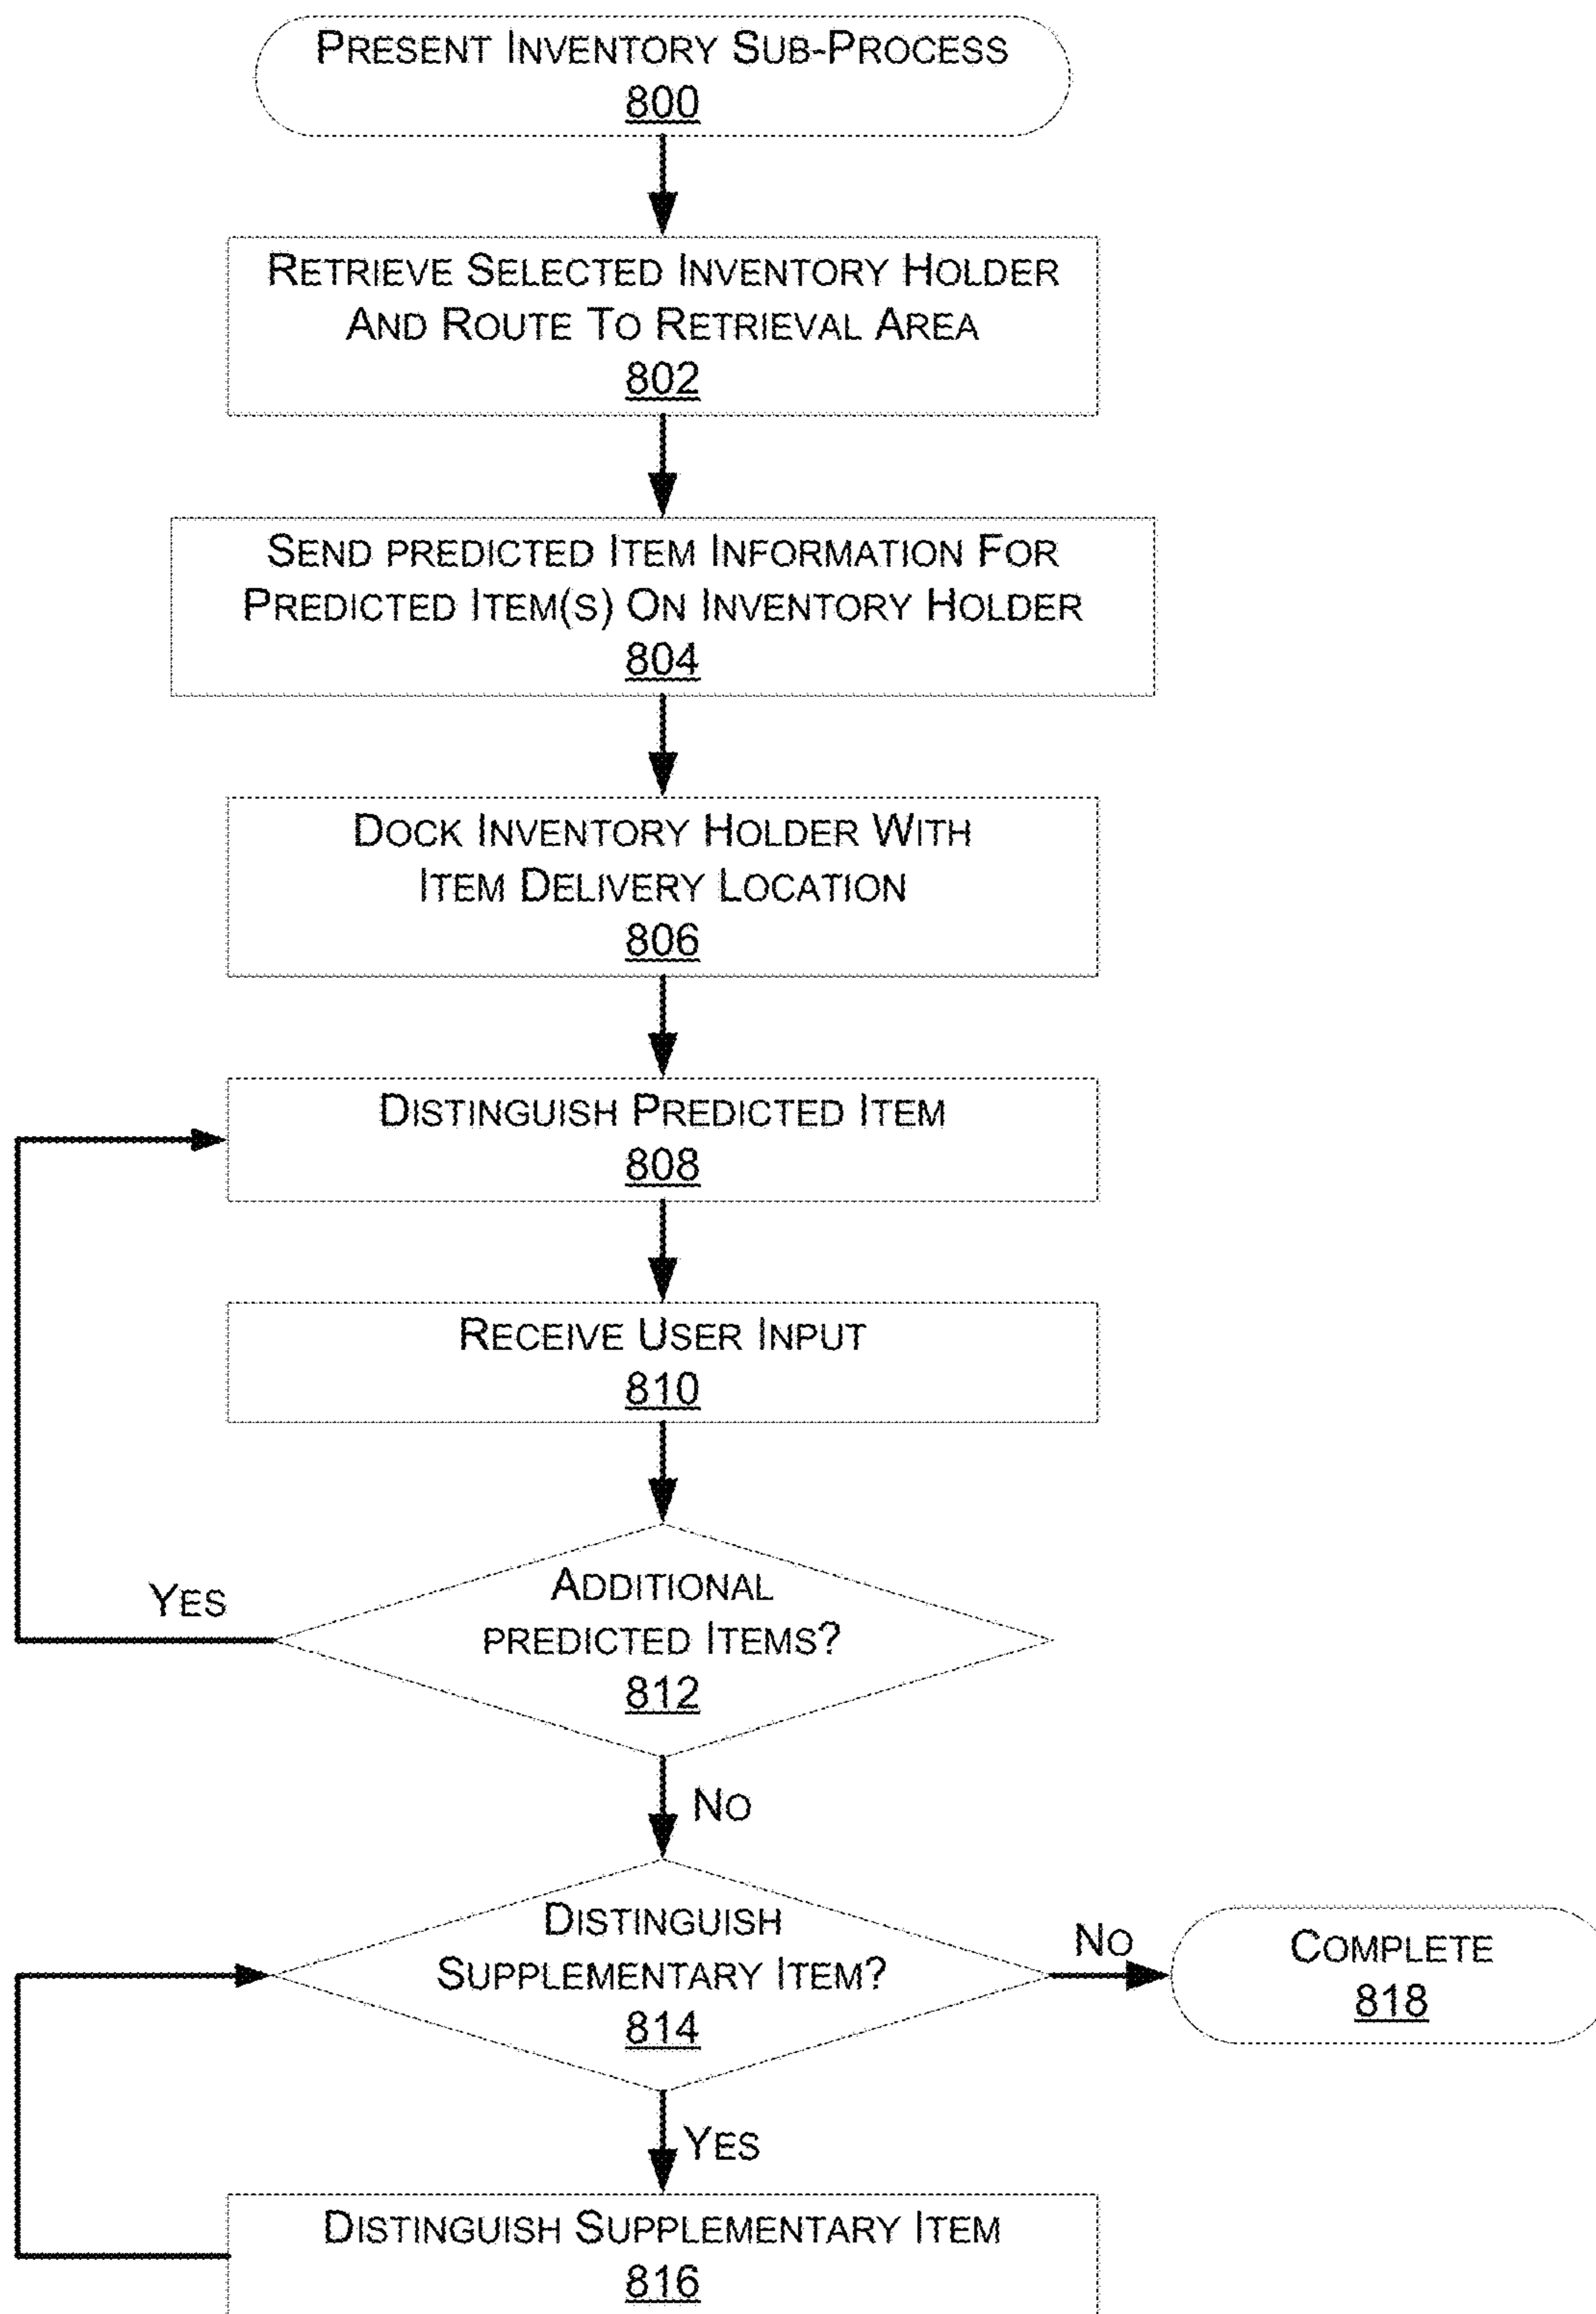 PRESENT INVENTORY SUB-PROCESS
800
RETRIEVE SELECTED INVENTORY HOLDER
AND ROUTE TO RETRIEVAL AREA
802
SEND PREDICTED ITEM INFORMATION FOR
PREDICTED ITEM(S) ON INVENTORY HOLDER
804
DOCK INVENTORY HOLDER WITH
ITEM DELIVERY LOCATION
806
DISTINGUISH PREDICTED ITEM
808
RECEIVE USER INPUT
810
YES
ADDITIONAL
PREDICTED ITEMS?
812
NO
DISTINGUISH
SUPPLEMENTARY ITEM?
814
NO
COMPLETE
818
YES
DISTINGUISH SUPPLEMENTARY ITEM
816